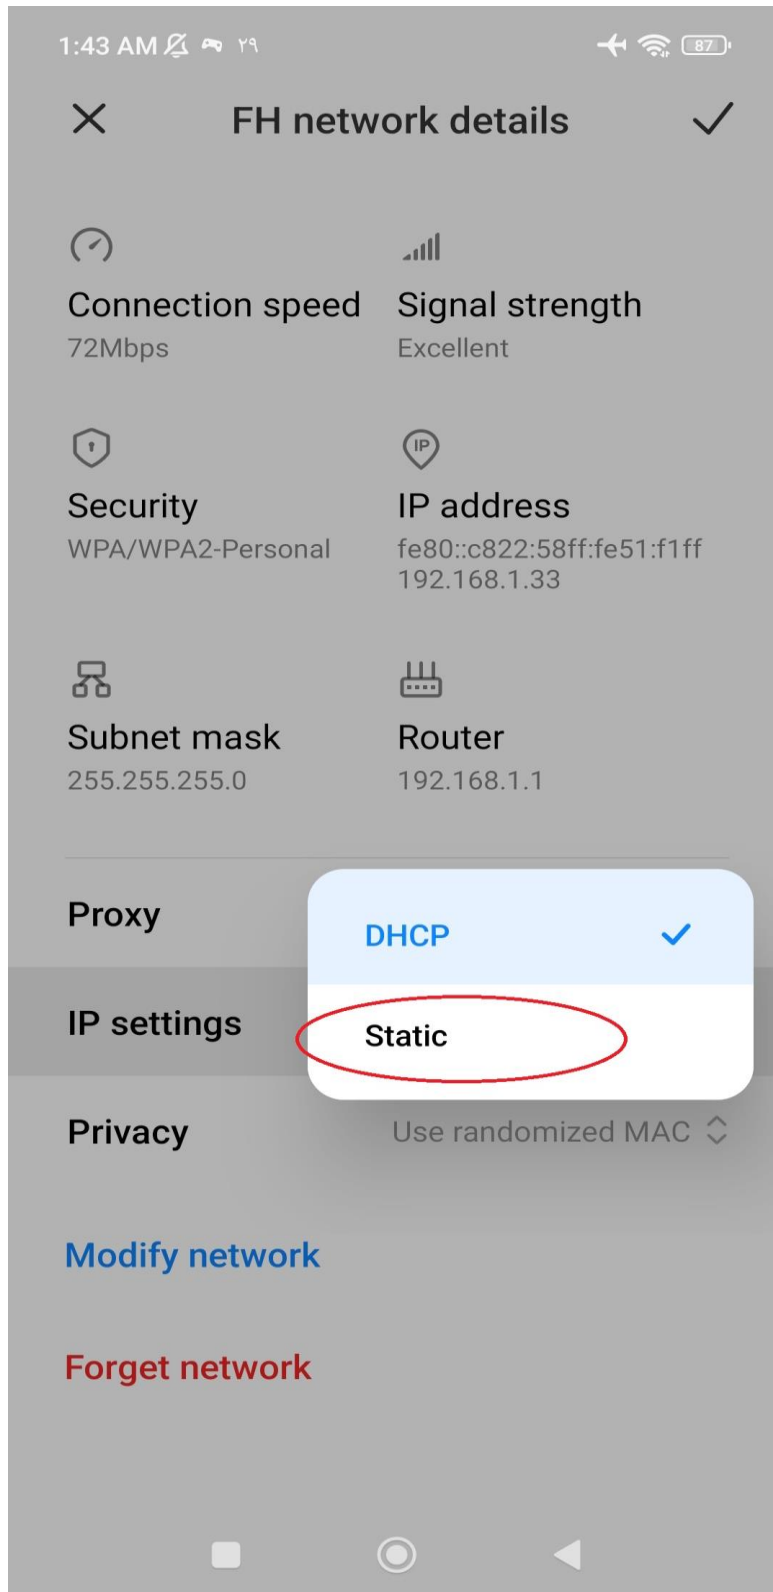 1:43 AM ٢٩ 87
FH network details
Connection speed
72Mbps
Signal strength
Excellent
Security
WPA/WPA2-Personal
IP
IP address
fe80::c822:58ff:fe51:f1ff
192.168.1.33
Subnet mask
255.255.255.0
Router
192.168.1.1
Proxy
DHCP
IP settings
Static
Privacy
Use randomized MAC
Modify network
Forget network